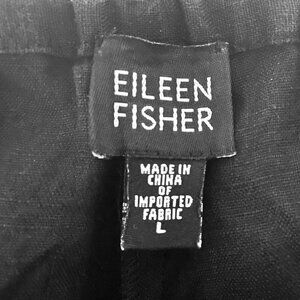 EILEEN
FISHER
MADE IN
CHINA
OF
IMPORTED
FABRIC
L